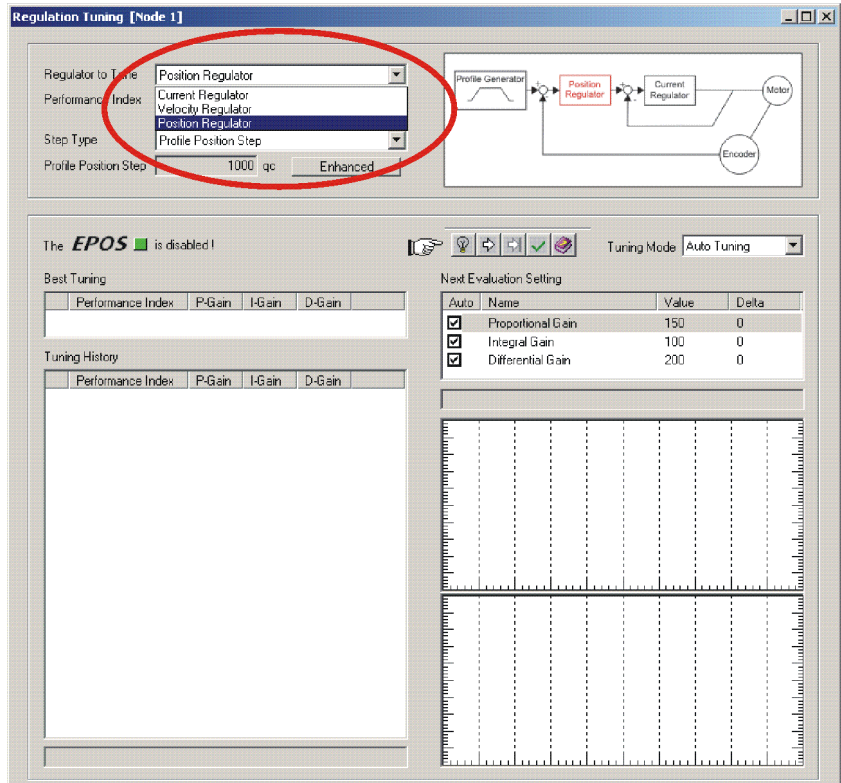 Regulation Tuning [Node 1]
Regulator to Tune Position Regulator
Performance Index Current Regulator
Velocity Regulator
Position Regulator
Step Type Profile Position Step
Profile Position Step 1000 qc Enhanced
Profile Generator
Position
Regulator
Current
Regulator
Motor
Encoder
The EPOS is disabled !
Tuning Mode Auto Tuning
Best Tuning
Performance Index P-Gain I-Gain D-Gain
Tuning History
Performance Index P-Gain I-Gain D-Gain
Next Evaluation Setting
Auto Name Value Delta
Proportional Gain 150 0
Integral Gain 100 0
Differential Gain 200 0